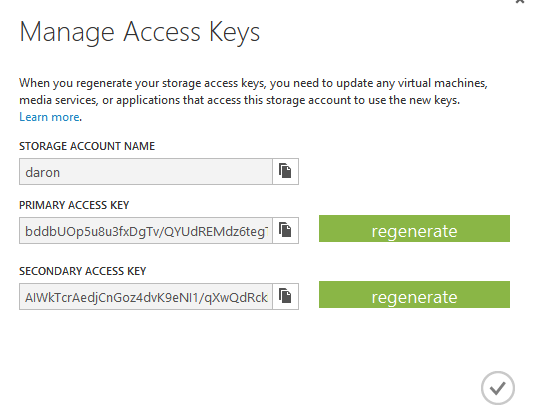 Manage Access Keys
When you regenerate your storage access keys, you need to update any virtual machines,
media services, or applications that access this storage account to use the new keys.
Learn more.
STORAGE ACCOUNT NAME
daron
PRIMARY ACCESS KEY
bddbUOp5u8u3fxDgTv/QYUdREMdz6teg
regenerate
SECONDARY ACCESS KEY
AIWkTcrAedjCnGoz4dvK9eNI1/qXwQdRck
regenerate